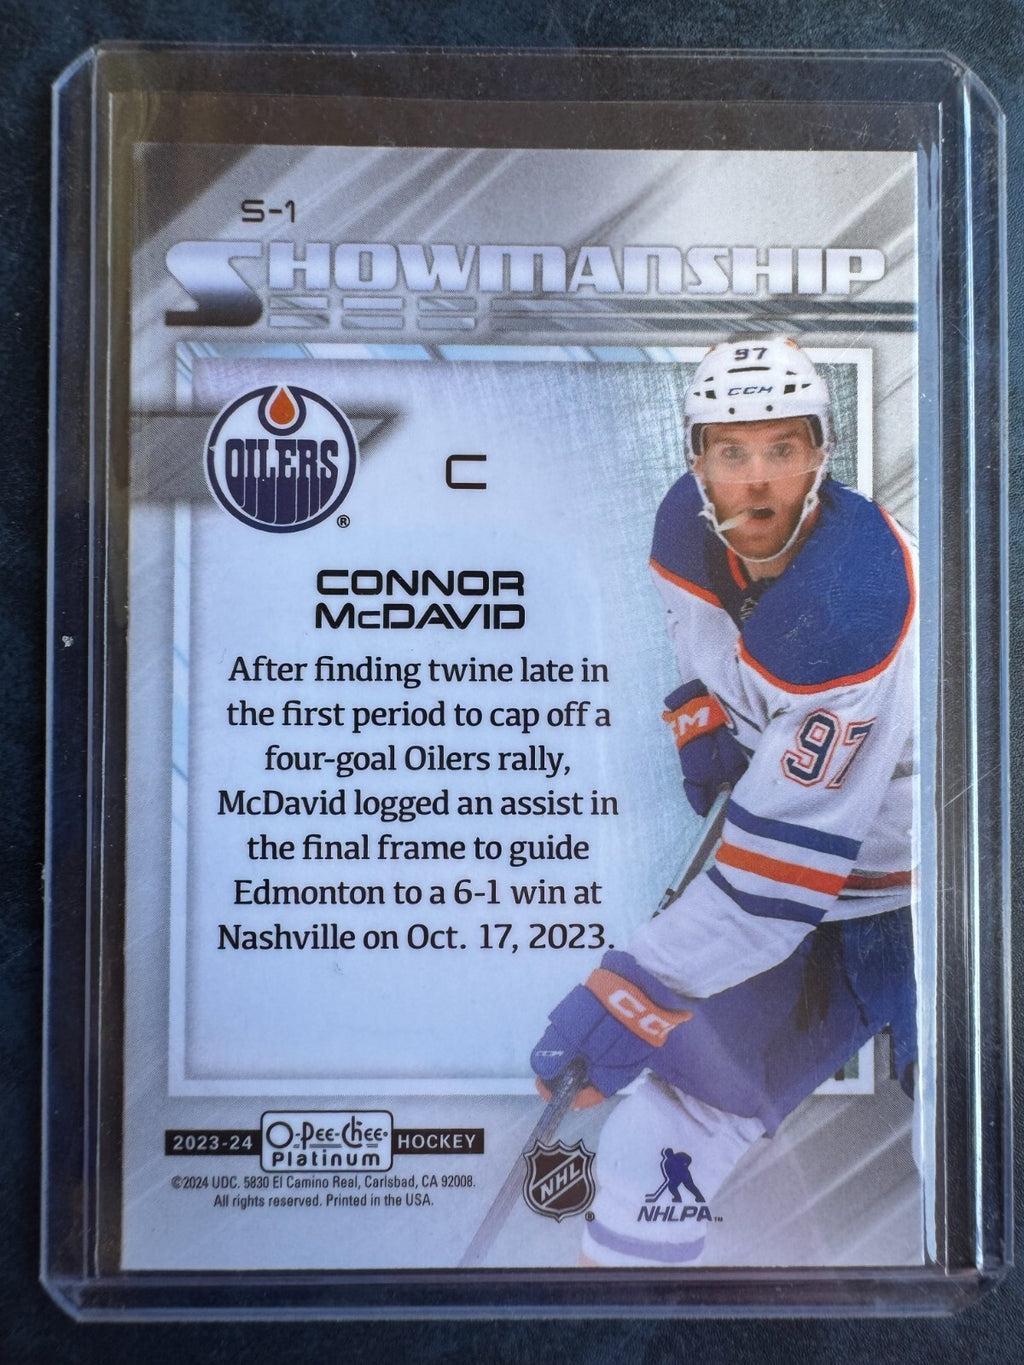 S-1
SHOWMANSHIP
97
CCM
OILERS
®
C
CONNOR
McDAVID
After finding twine late in
the first period to cap off a
four-goal Oilers rally,
McDavid logged an assist in
the final frame to guide
Edmonton to a 6-1 win at
Nashville on Oct. 17, 2023.
97
CCM
2023-24 O-Pee-Chee Platinum HOCKEY
©2024 UDC. 5830 El Camino Real, Carlsbad, CA 92008.
All rights reserved. Printed in the USA.
NHL ®
NHLPA™